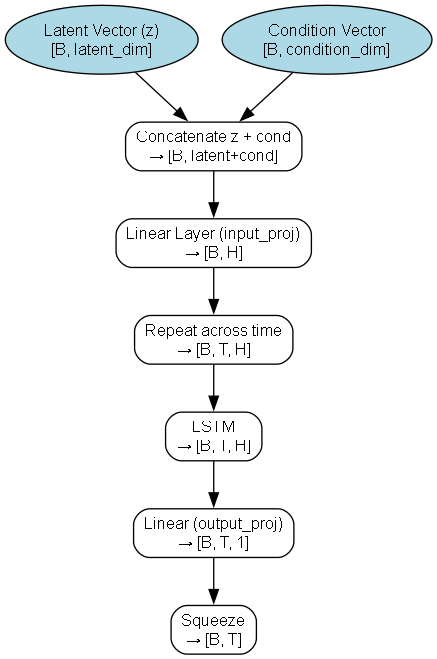 Latent Vector (z)
[B, latent_dim]
Condition Vector
[B, condition_dim]
Concatenate z + cond
→ [B, latent+cond]
Linear Layer (input_proj)
→ [B, H]
Repeat across time
→ [B, T, H]
LSTM
→ [B, T, H]
Linear (output_proj)
→ [B, T, 1]
Squeeze
→ [B, T]